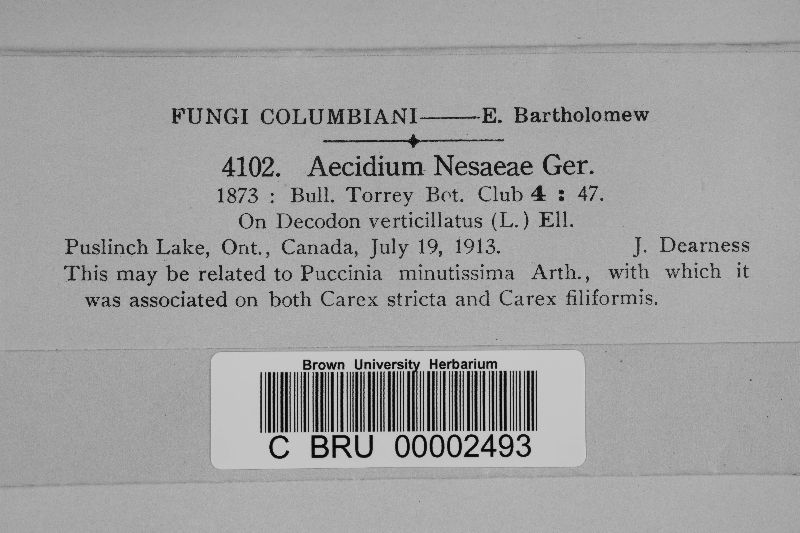 FUNGI COLUMBIANI——E. Bartholomew
4102. Aecidium Nesaeae Ger.
1873 : Bull. Torrey Bot. Club 4 : 47.
On Decodon verticillatus (L.) Ell.
Puslinch Lake, Ont., Canada, July 19, 1913. J. Dearness
This may be related to Puccinia minutissima Arth., with which it
was associated on both Carex stricta and Carex filiformis.
Brown University Herbarium
C BRU 00002493